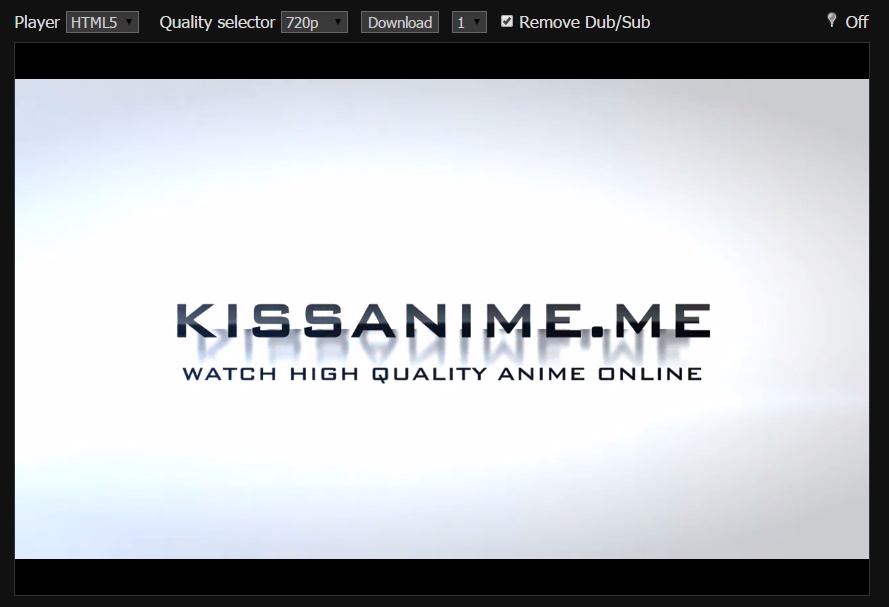 Player HTML5 Quality selector 720p Download 1 Remove Dub/Sub Off
KISSANIME.ME
WATCH HIGH QUALITY ANIME ONLINE